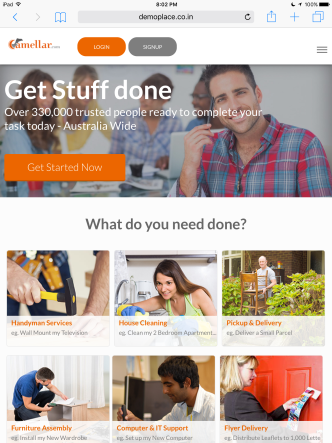 iPad
8:02 PM
100%
demoplace.co.in
Camellar.com
LOGIN
SIGNUP
Get Stuff done
Over 330,000 trusted people ready to complete your
task today - Australia Wide
Get Started Now
What do you need done?
Handyman Services
eg. Wall Mount my Television
House Cleaning
eg. Clean my 2 Bedroom Apartment...
Pickup & Delivery
eg. Deliver a Small Parcel
Furniture Assembly
eg. Install my New Wardrobe
Computer & IT Support
eg. Set up my New Computer
Flyer Delivery
eg. Distribute Leaflets to 1,000 Lette